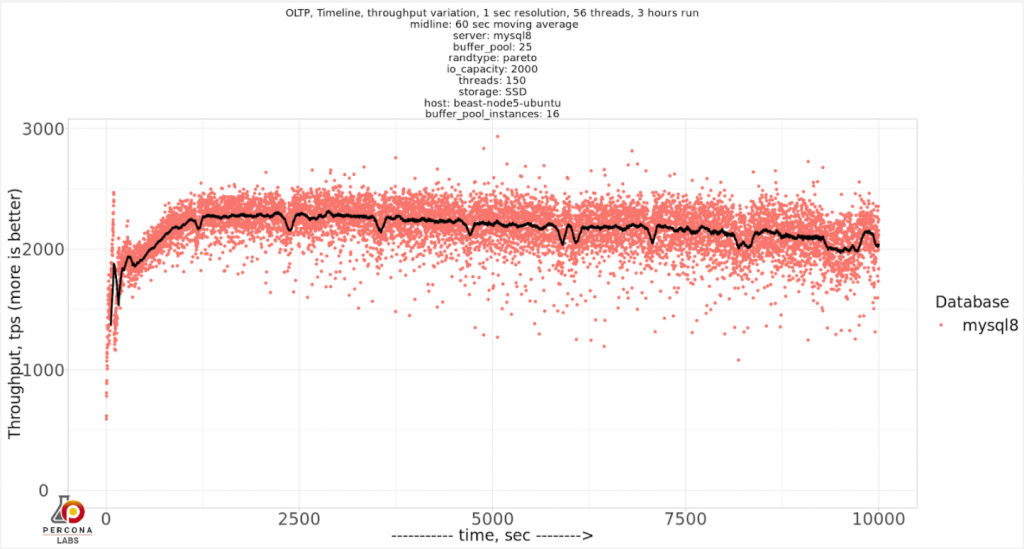 OLTP, Timeline, throughput variation, 1 sec resolution, 56 threads, 3 hours run
midline: 60 sec moving average
server: mysql8
buffer_pool: 25
randtype: pareto
io_capacity: 2000
threads: 150
storage: SSD
host: beast-node5-ubuntu
buffer_pool_instances: 16
Throughput, tps (more is better)
3000
2000
1000
0
0
2500
5000
7500
10000
----------- time, sec -------->
Database
mysql8
PERCONA
LABS